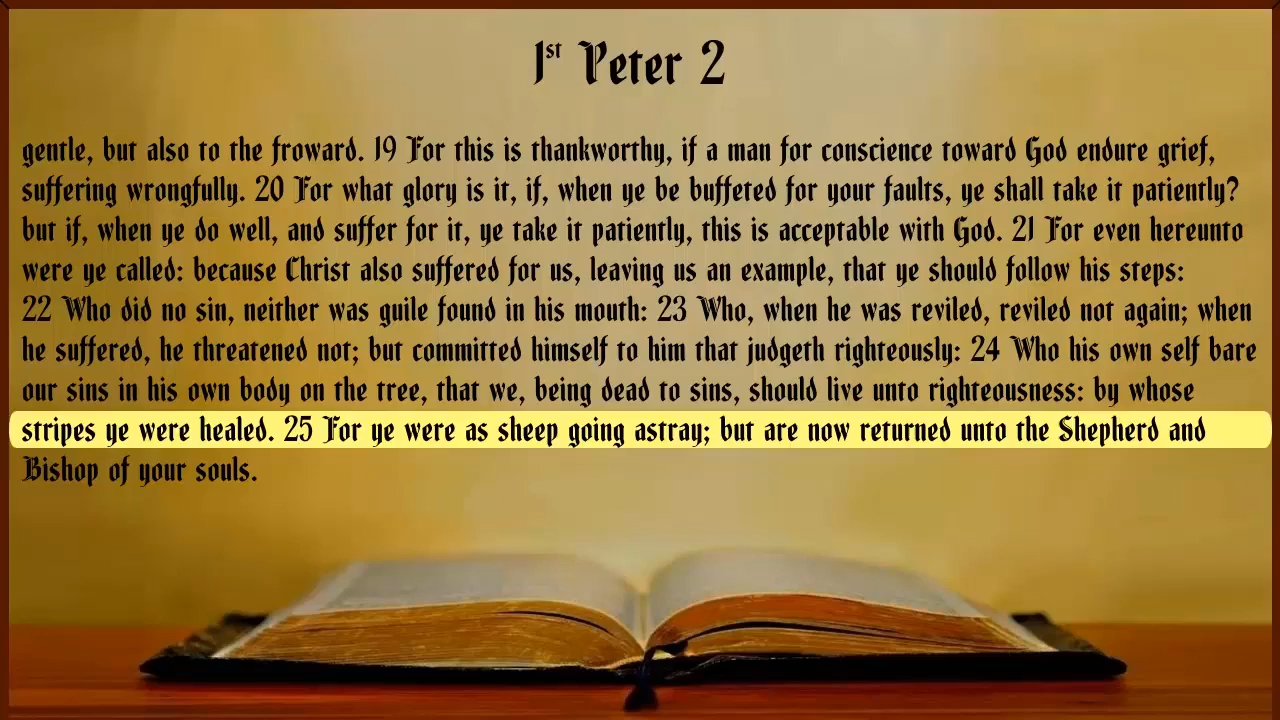 1st Peter 2
gentle, but also to the froward. 19 For this is thankworthy, if a man for conscience toward God endure grief,
suffering wrongfully. 20 For what glory is it, if, when ye be buffeted for your faults, ye shall take it patiently?
but if, when ye do well, and suffer for it, ye take it patiently, this is acceptable with God. 21 For even hereunto
were ye called: because Christ also suffered for us, leaving us an example, that ye should follow his steps:
22 Who did no sin, neither was guile found in his mouth: 23 Who, when he was reviled, reviled not again; when
he suffered, he threatened not; but committed himself to him that judgeth righteously: 24 Who his own self bare
our sins in his own body on the tree, that we, being dead to sins, should live unto righteousness: by whose
stripes ye were healed. 25 For ye were as sheep going astray; but are now returned unto the Shepherd and
Bishop of your souls.